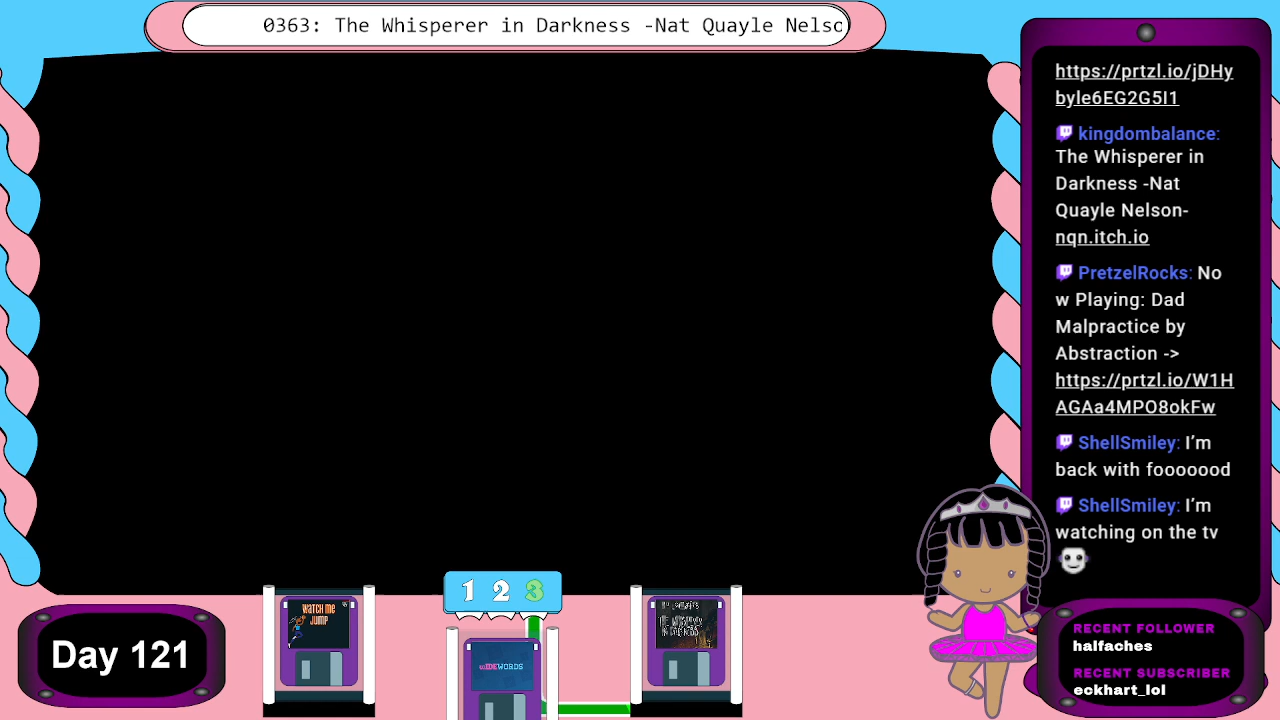 0363: The Whisperer in Darkness -Nat Quayle Nelso
https://prtzl.io/jDHy
byle6EG2G5I1
kingdombalance:
The Whisperer in
Darkness -Nat
Quayle Nelson-
nqn.itch.io
PretzelRocks: No
w Playing: Dad
Malpractice by
Abstraction ->
https://prtzl.io/W1H
AGAa4MPO8okFw
ShellSmiley: I'm
back with fooooood
ShellSmiley: I'm
watching on the tv
1 2 3
WATCH ME
JUMP
WIDEWORDS
Day 121
RECENT FOLLOWER
halfaches
RECENT SUBSCRIBER
eckhart_lol